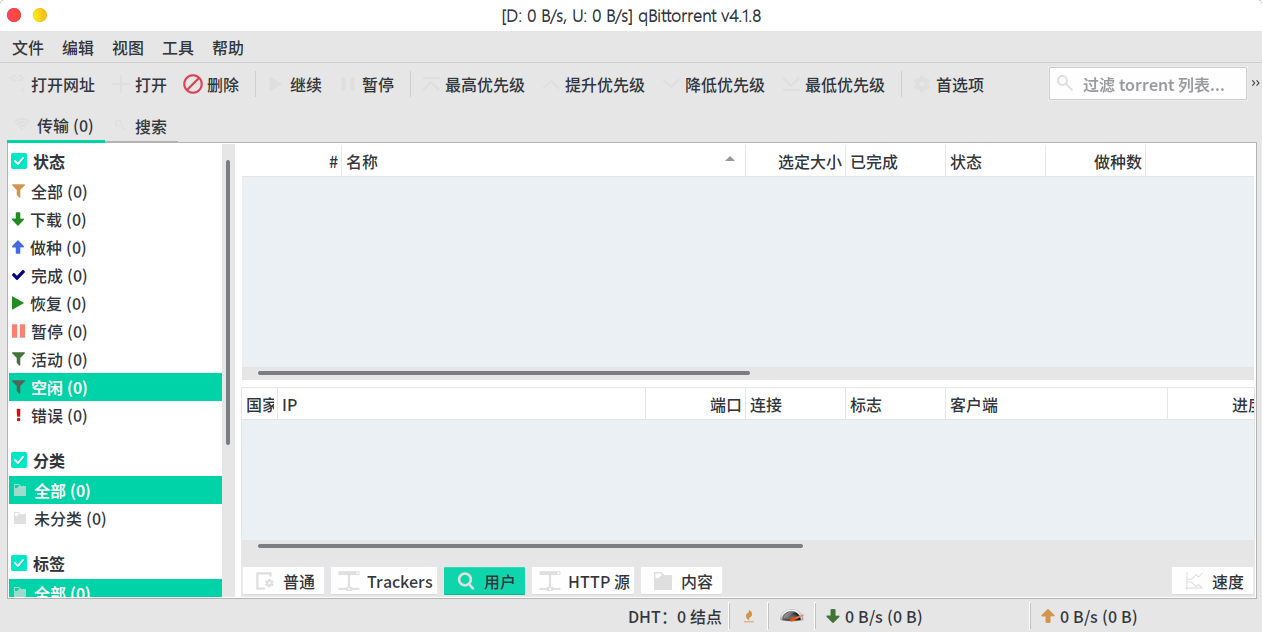 [D: 0 B/s, U: 0 B/s] qBittorrent v4.1.8
文件 编辑 视图 工具 帮助
打开网址 打开 删除 继续 暂停 最高优先级 提升优先级 降低优先级 最低优先级 首选项 过滤 torrent 列表... »
传输 (0) 搜索
状态
全部 (0)
下载 (0)
做种 (0)
完成 (0)
恢复 (0)
暂停 (0)
活动 (0)
空闲 (0)
错误 (0)
分类
全部 (0)
未分类 (0)
标签
全部 (0)
# 名称 选定大小 已完成 状态 做种数
国家 IP 端口 连接 标志 客户端 进度
普通 Trackers 用户 HTTP 源 内容 速度
DHT：0 结点 0 B/s (0 B) 0 B/s (0 B)